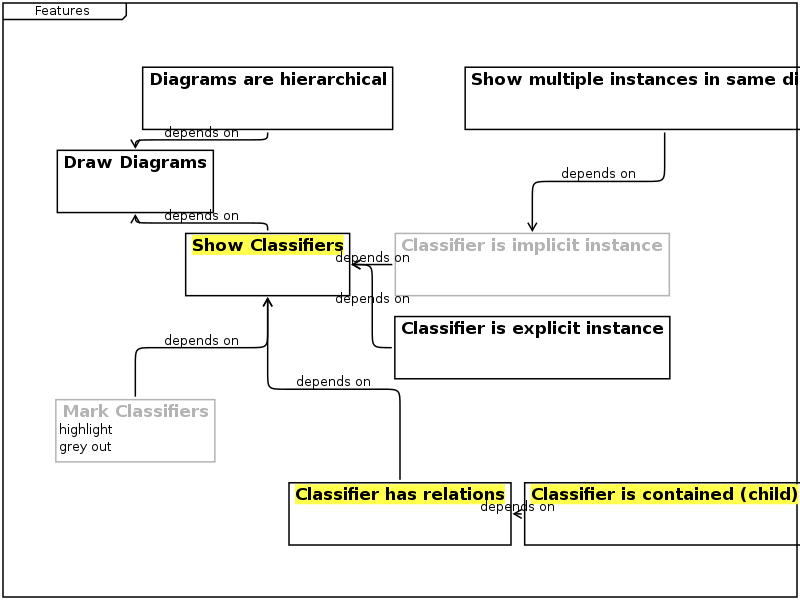 Features
Diagrams are hierarchical
Show multiple instances in same di
depends on
Draw Diagrams
depends on
depends on
Show Classifiers
depends on
Classifier is implicit instance
depends on
Classifier is explicit instance
depends on
depends on
Mark Classifiers
highlight
grey out
Classifier has relations
depends on
Classifier is contained (child)